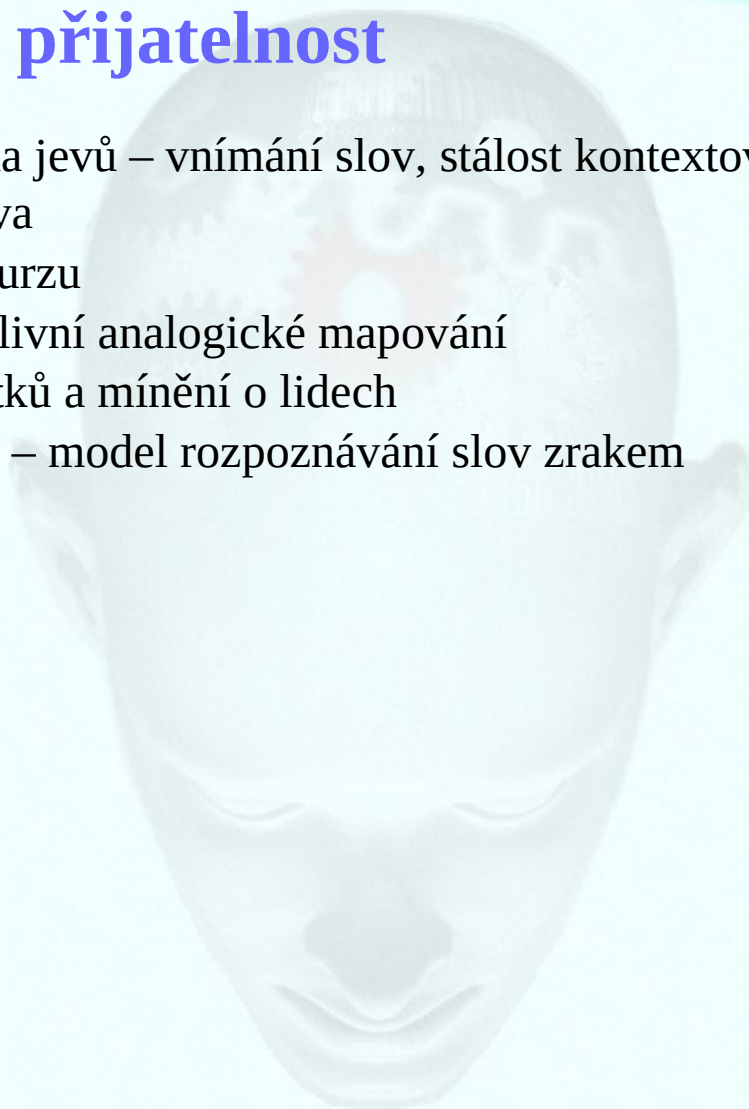 přijatelnost
a jevů – vnímání slov, stálost kontextov
va
urzu
livní analogické mapování
tků a mínění o lidech
– model rozpoznávání slov zrakem